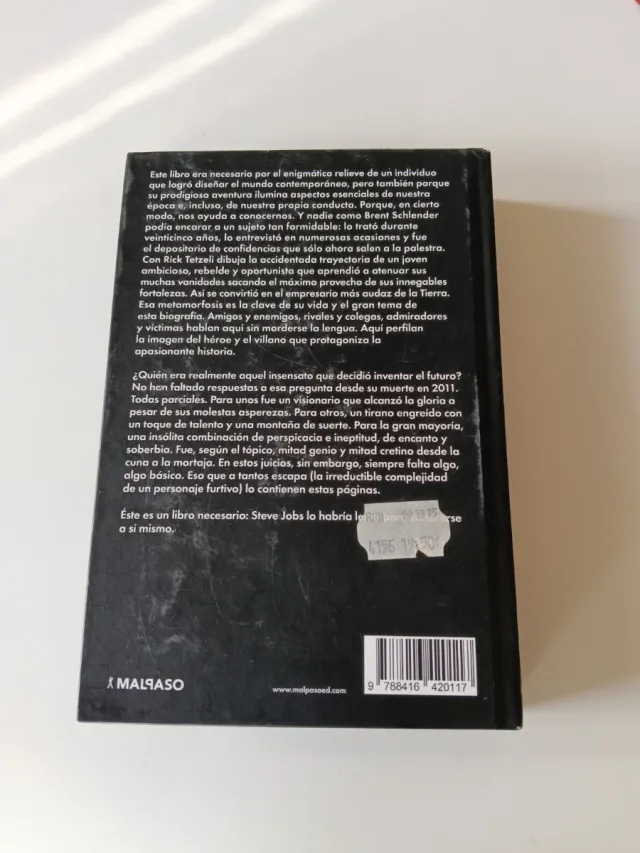 Este libro era necesario por el enigmático relieve de un individuo
que logró diseñar el mundo contemporáneo, pero también porque
su prodigiosa aventura ilumina aspectos esenciales de nuestra
época e, incluso, de nuestra propia conducta. Porque, en cierto
modo, nos ayuda a conocernos. Y nadie como Brent Schlender
podía encarar a un sujeto tan formidable: lo trató durante
veinticinco años, lo entrevistó en numerosas ocasiones y fue
el depositario de confidencias que sólo ahora salen a la palestra.
Con Rick Tetzeli dibuja la accidentada trayectoria de un joven
ambicioso, rebelde y oportunista que aprendió a atenuar sus
muchas vanidades sacando el máximo provecho de sus innegables
fortalezas. Así se convirtió en el empresario más audaz de la Tierra.
Esa metamorfosis es la clave de su vida y el gran tema de
esta biografía. Amigos y enemigos, rivales y colegas, admiradores
y víctimas hablan aquí sin morderse la lengua. Aquí perfilan
la imagen del héroe y el villano que protagoniza la
apasionante historia.
¿Quién era realmente aquel insensato que decidió inventar el futuro?
No han faltado respuestas a esa pregunta desde su muerte en 2011.
Todas parciales. Para unos fue un visionario que alcanzó la gloria a
pesar de sus molestas asperezas. Para otros, un tirano engreído con
un toque de talento y una montaña de suerte. Para la gran mayoría,
una insólita combinación de perspicacia e ineptitud, de encanto y
soberbia. Fue, según el tópico, mitad genio y mitad cretino desde la
cuna a la mortaja. En estos juicios, sin embargo, siempre falta algo,
algo básico. Eso que a tantos escapa (la irreductible complejidad
de un personaje furtivo) lo contienen estas páginas.
Éste es un libro necesario: Steve Jobs lo habría
a sí mismo.
4156
MALPASO
www.malpasoed.com
9 788416 420117